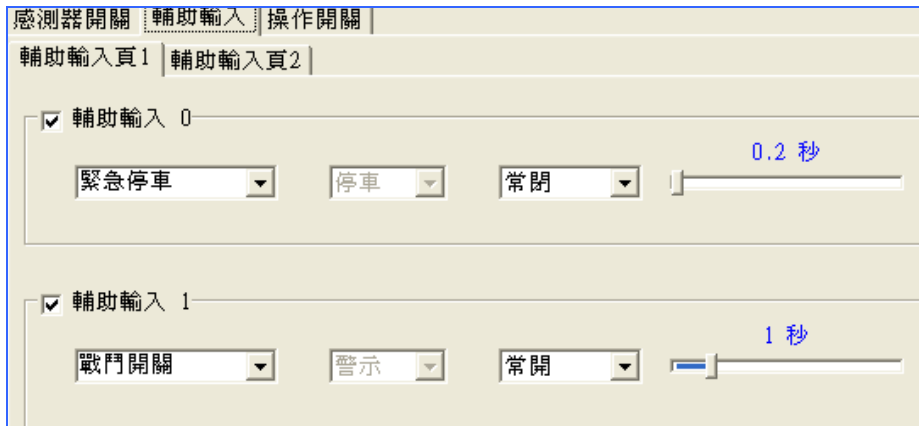 感測器開關 輔助輸入 操作開關
輔助輸入頁1 輔助輸入頁2
輔助輸入 0
0.2 秒
緊急停車 停車 常閉
輔助輸入 1
1 秒
戰鬥開關 警示 常開